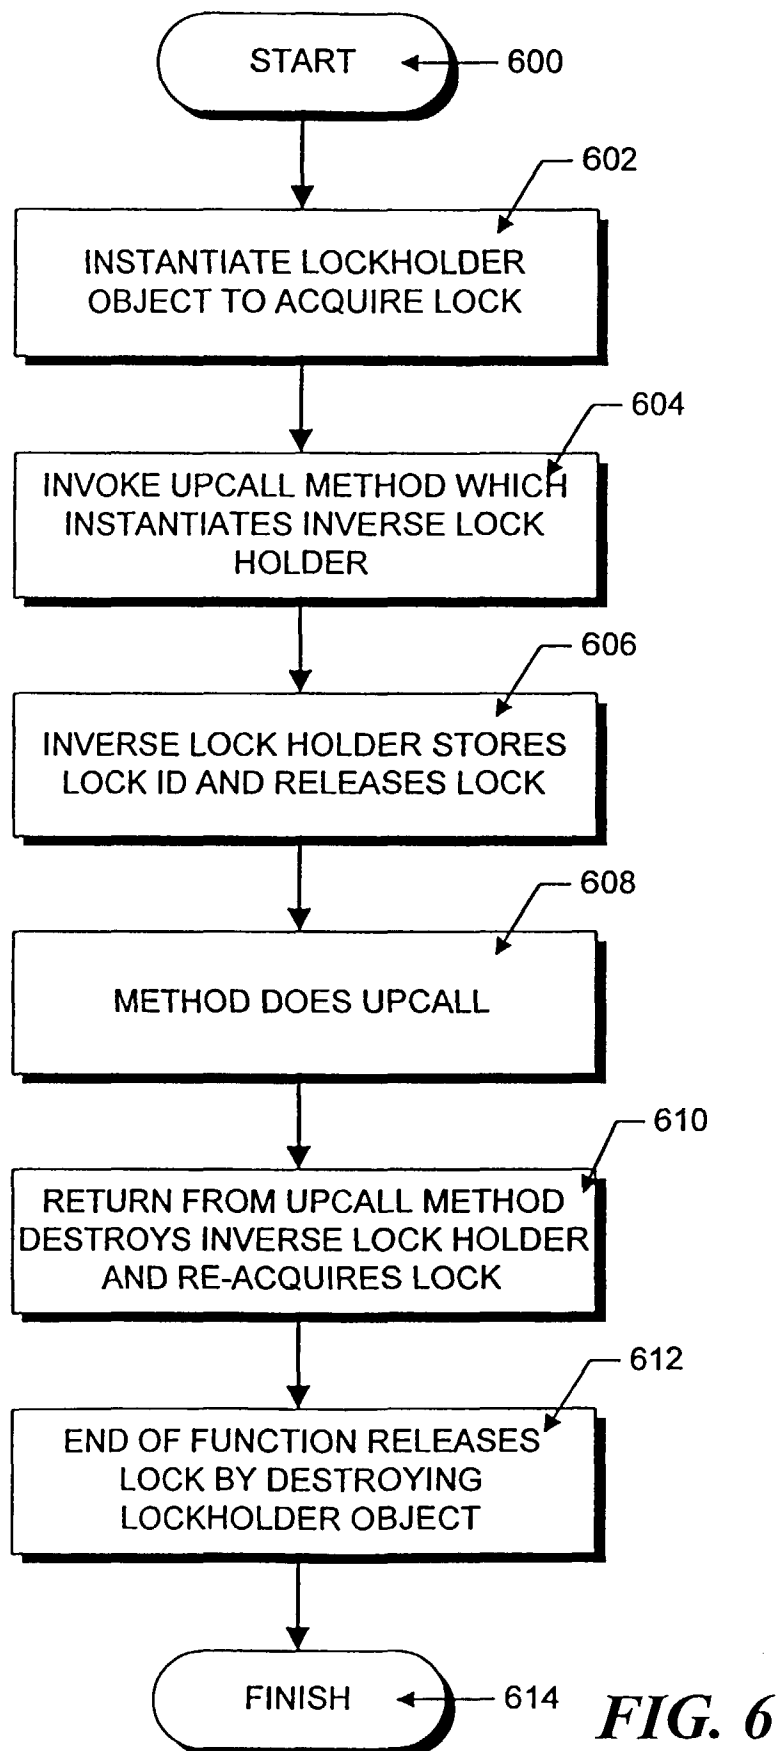 START
600
602
INSTANTIATE LOCKHOLDER
OBJECT TO ACQUIRE LOCK
604
INVOKE UPCALL METHOD WHICH
INSTANTIATES INVERSE LOCK
HOLDER
606
INVERSE LOCK HOLDER STORES
LOCK ID AND RELEASES LOCK
608
METHOD DOES UPCALL
610
RETURN FROM UPCALL METHOD
DESTROYS INVERSE LOCK HOLDER
AND RE-ACQUIRES LOCK
612
END OF FUNCTION RELEASES
LOCK BY DESTROYING
LOCKHOLDER OBJECT
FINISH
614
FIG. 6